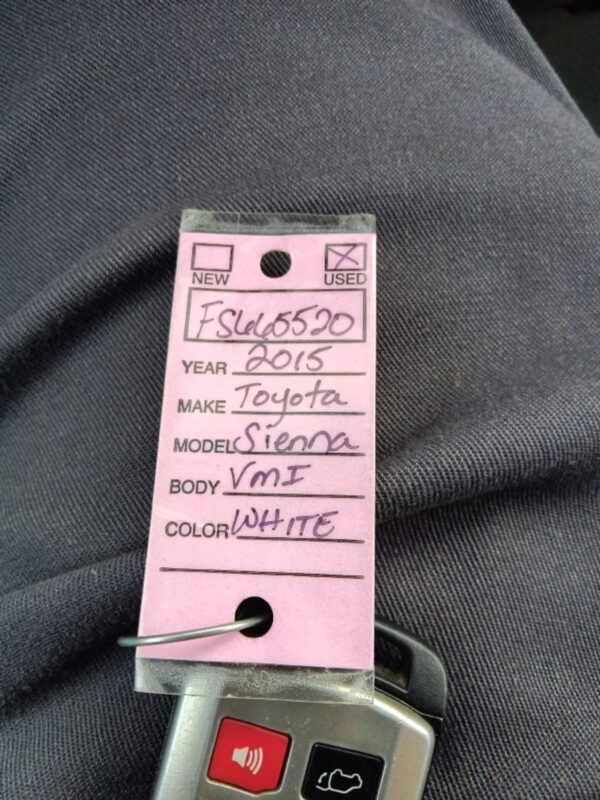 NEW USED
FS665520
YEAR 2015
MAKE Toyota
MODEL Sienna
BODY VMI
COLOR WHITE